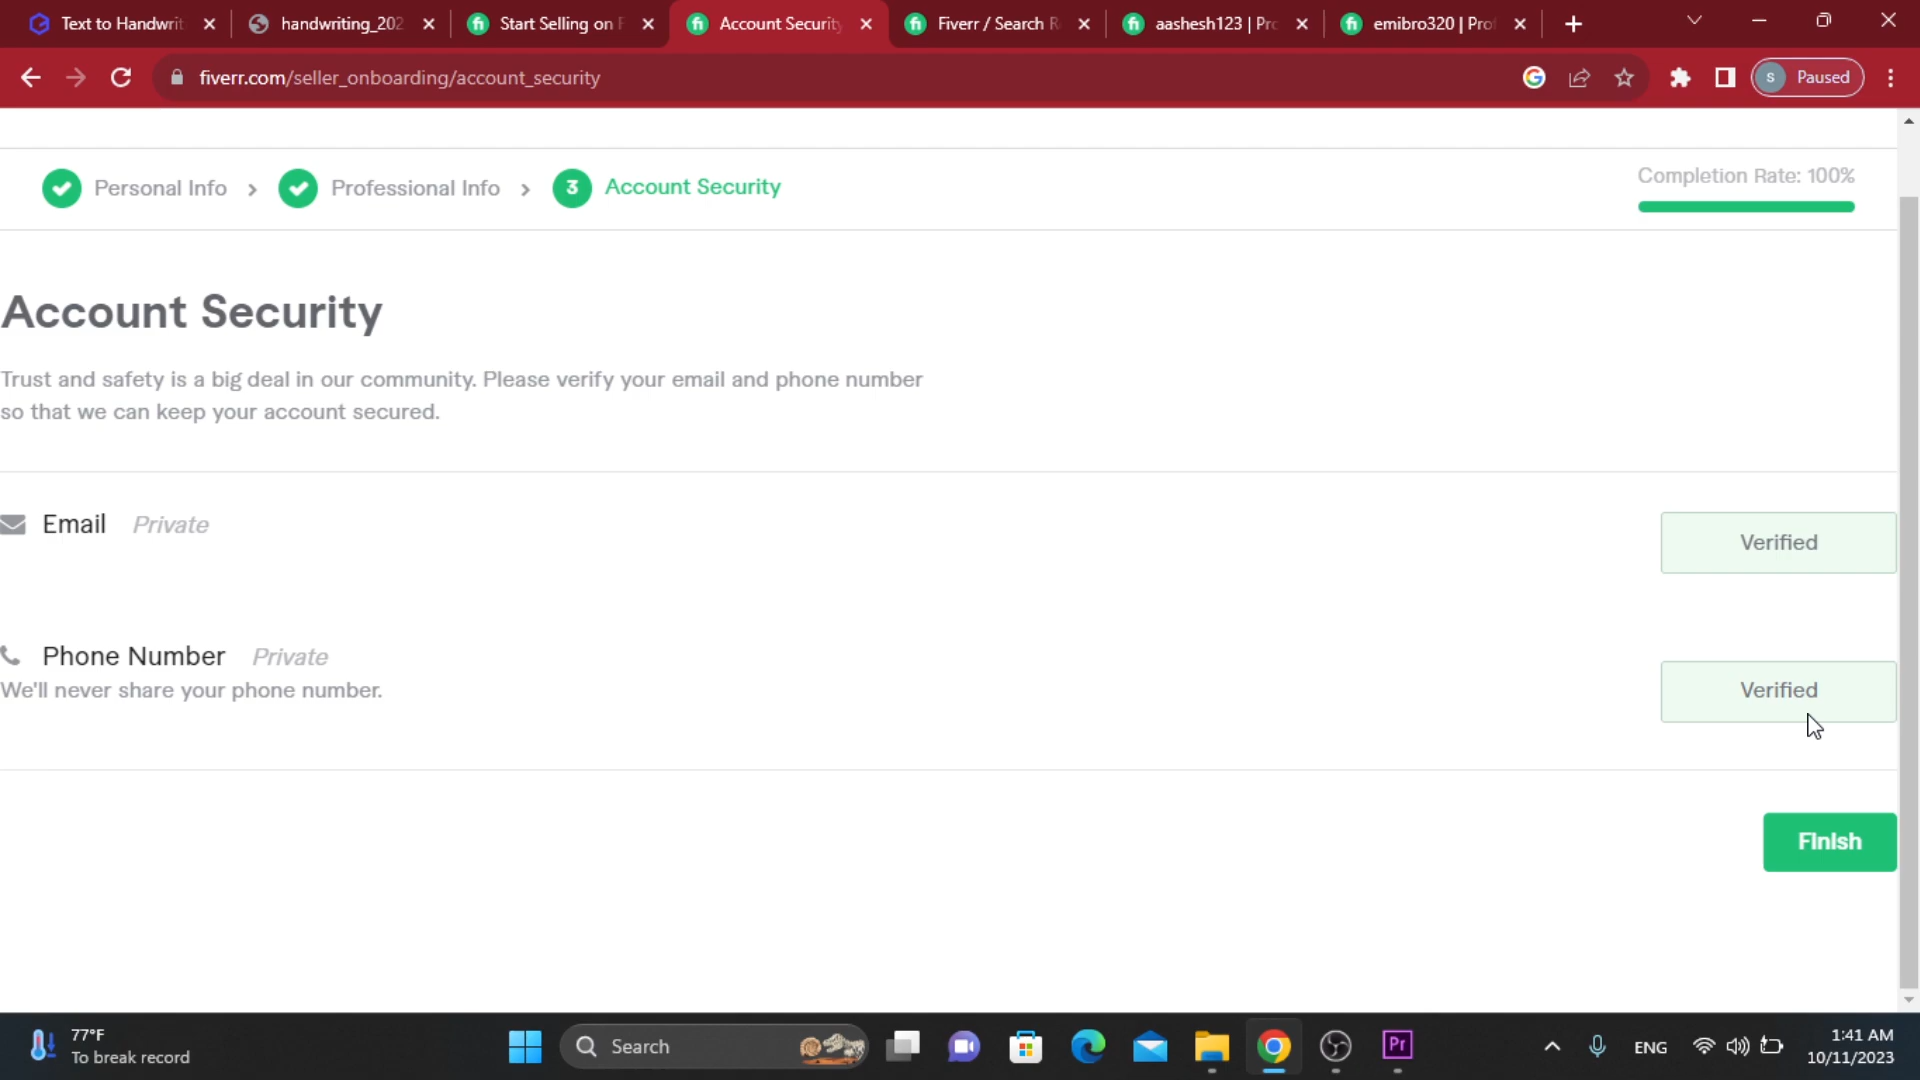 Text to Handwrit
handwriting_202
Start Selling on F
Account Security
Fiverr / Search R
aashesh123 | Pro
emibro320 | Prof
fiverr.com/seller_onboarding/account_security
S Paused
Personal Info > Professional Info > 3 Account Security
Completion Rate: 100%
Account Security
Trust and safety is a big deal in our community. Please verify your email and phone number
so that we can keep your account secured.
Email Private
Verified
Phone Number Private
We'll never share your phone number.
Verified
Finish
77°F
To break record
Search
Pr
ENG
1:41 AM
10/11/2023